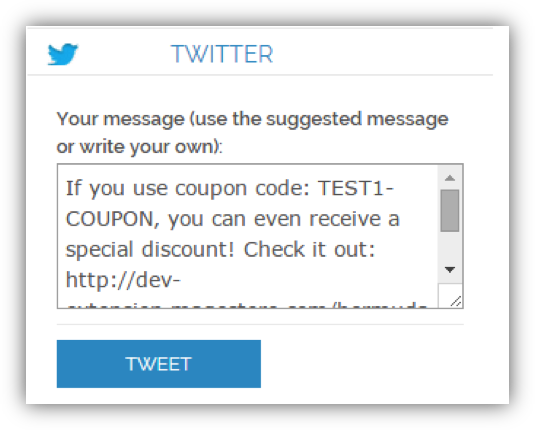 TWITTER
Your message (use the suggested message
or write your own):
If you use coupon code: TEST1-
COUPON, you can even receive a
special discount! Check it out:
http://dev-
TWEET